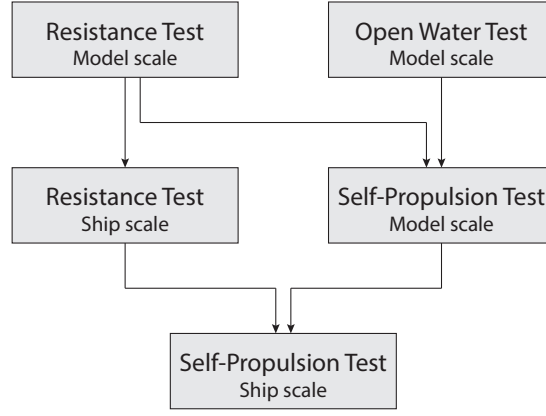 Resistance Test
Model scale
Open Water Test
Model scale
Resistance Test
Ship scale
Self-Propulsion Test
Model scale
Self-Propulsion Test
Ship scale